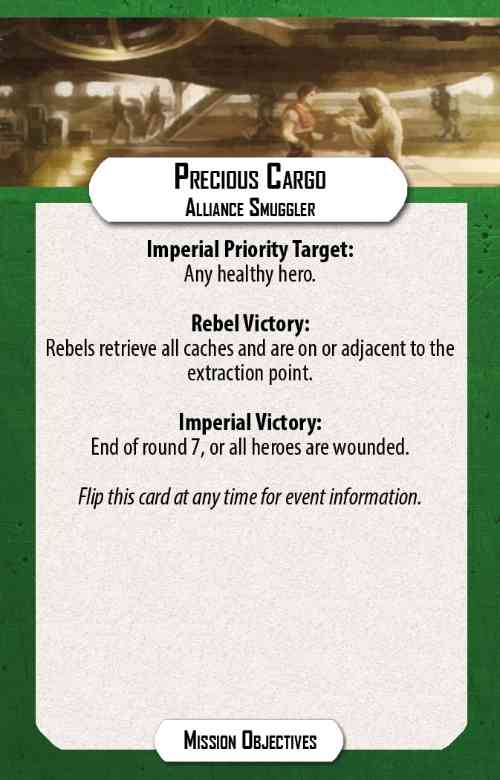 Precious Cargo
Alliance Smuggler
Imperial Priority Target:
Any healthy hero.
Rebel Victory:
Rebels retrieve all caches and are on or adjacent to the
extraction point.
Imperial Victory:
End of round 7, or all heroes are wounded.
Flip this card at any time for event information.
Mission Objectives